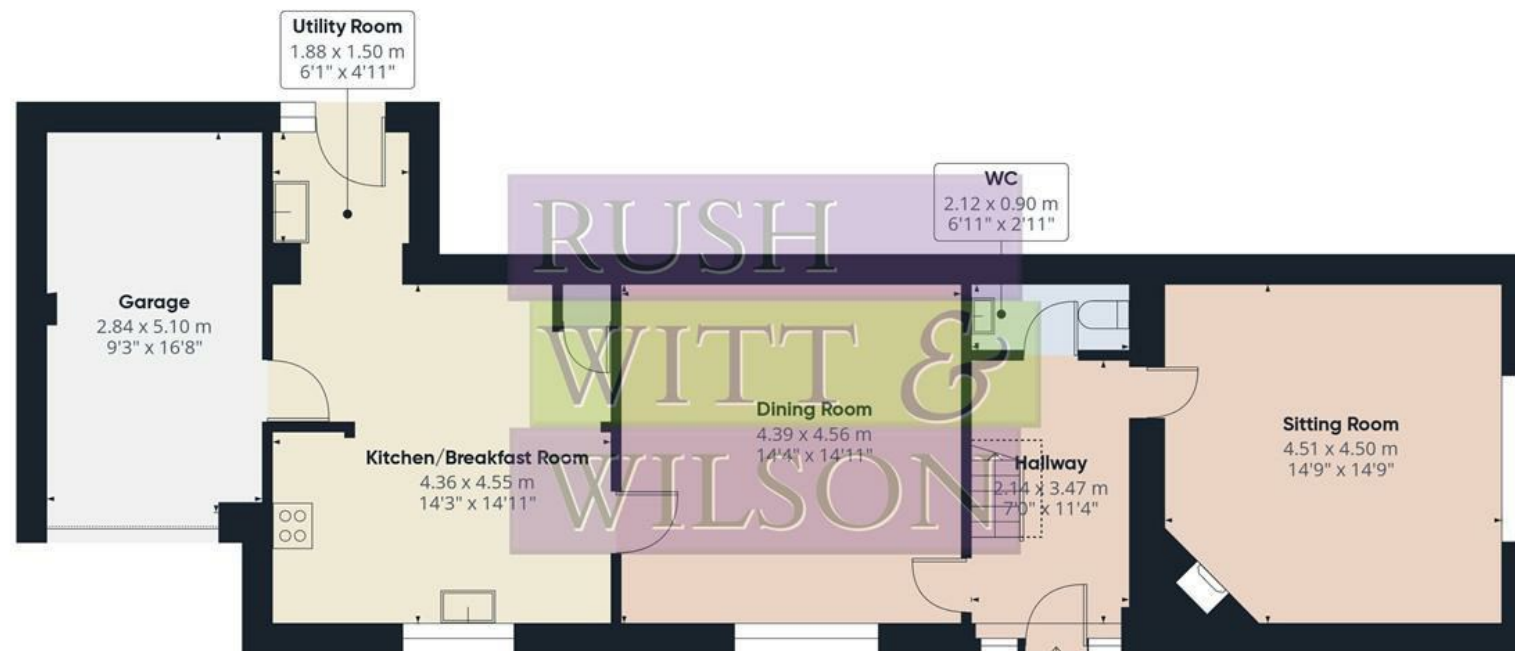 Utility Room
1.88 x 1.50 m
6'1" x 4'11"
WC
2.12 x 0.90 m
6'11" x 2'11"
RUSH
WITT &
WILSON
Garage
2.84 x 5.10 m
9'3" x 16'8"
Kitchen/Breakfast Room
4.36 x 4.55 m
14'3" x 14'11"
Dining Room
4.39 x 4.56 m
14'4" x 14'11"
Hallway
2.14 x 3.47 m
7'0" x 11'4"
Sitting Room
4.51 x 4.50 m
14'9" x 14'9"